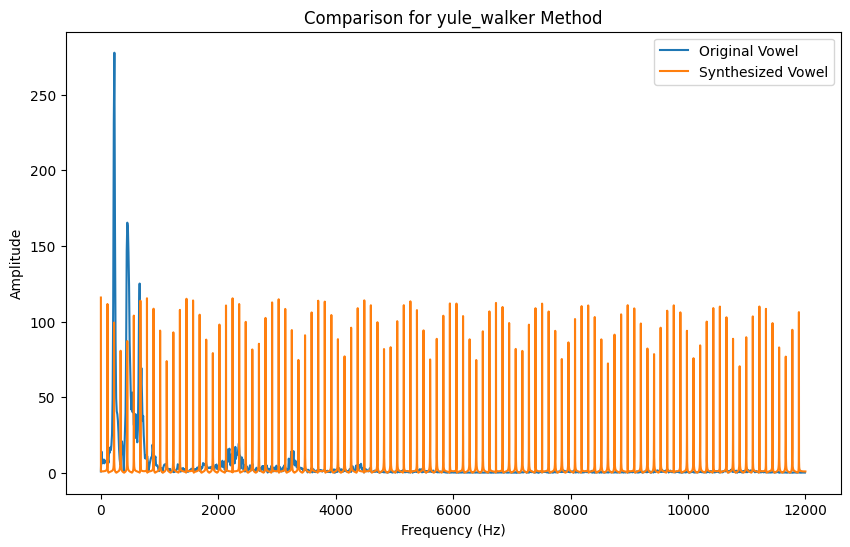 Comparison for yule_walker Method
Original Vowel
Synthesized Vowel
Amplitude
250
200
150
100
50
0
0 2000 4000 6000 8000 10000 12000
Frequency (Hz)